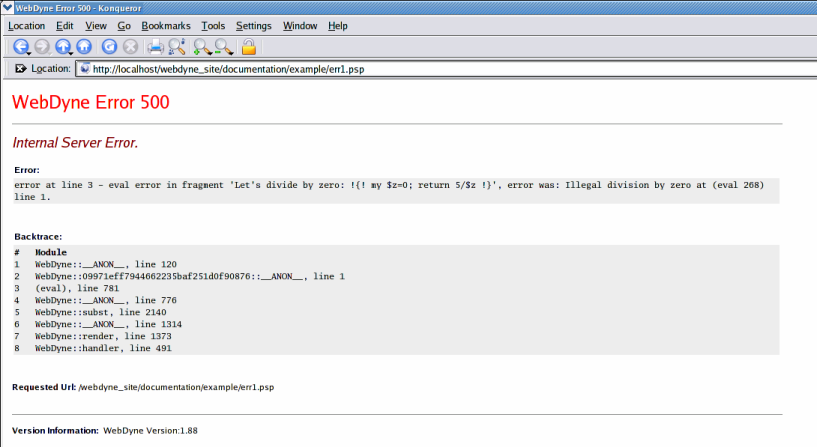 WebDyne Error 500 - Konqueror
Location Edit View Go Bookmarks Tools Settings Window Help
Location: http://localhost/webdyne_site/documentation/example/err1.psp
WebDyne Error 500
Internal Server Error.
Error:
error at line 3 - eval error in fragment 'Let's divide by zero: !{! my $z=0; return 5/$z !}', error was: Illegal division by zero at (eval 268)
line 1.
Backtrace:
# Module
1 WebDyne::__ANON__, line 120
2 WebDyne::09971eff7944662235baf251d0f90876::__ANON__, line 1
3 (eval), line 781
4 WebDyne::__ANON__, line 776
5 WebDyne::subst, line 2140
6 WebDyne::__ANON__, line 1314
7 WebDyne::render, line 1373
8 WebDyne::handler, line 491
Requested Url: /webdyne_site/documentation/example/err1.psp
Version Information: WebDyne Version:1.88